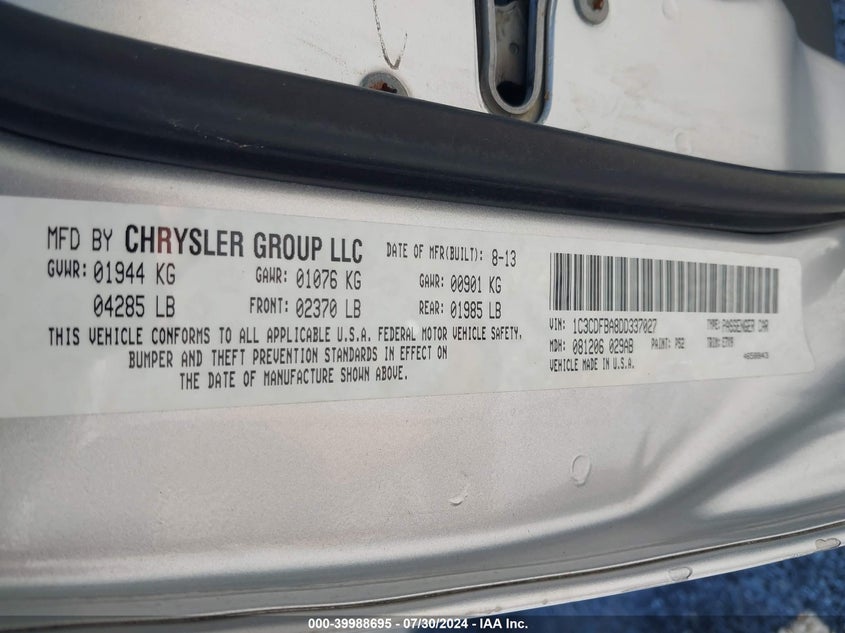 MFD BY CHRYSLER GROUP LLC DATE OF MFR(BUILT): 8-13
GVWR: 01944 KG GAWR: 01076 KG GAWR: 00901 KG
04285 LB FRONT: 02370 LB REAR: 01985 LB
THIS VEHICLE CONFORMS TO ALL APPLICABLE U.S.A. FEDERAL MOTOR VEHICLE SAFETY,
BUMPER AND THEFT PREVENTION STANDARDS IN EFFECT ON
THE DATE OF MANUFACTURE SHOWN ABOVE.
VIN: 1C3CDFBA8DD337027 TYPE: PASSENGER CAR
MDH: 081206 029AB PAINT: PS2 TRIM:
VEHICLE MADE IN U.S.A.
000-39988695 / 07/30/2024 - IAA Inc.